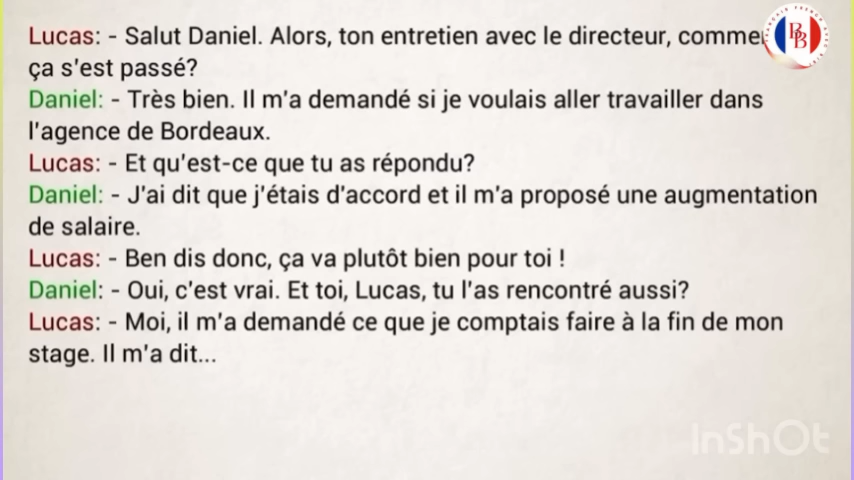 Lucas: - Salut Daniel. Alors, ton entretien avec le directeur,
ça s'est passé?
Daniel: - Très bien. Il m'a demandé si je voulais aller travailler dans
l'agence de Bordeaux.
Lucas: - Et qu'est-ce que tu as répondu?
Daniel: - J'ai dit que j'étais d'accord et il m'a proposé une augmentation
de salaire.
Lucas: - Ben dis donc, ça va plutôt bien pour toi !
Daniel: - Oui, c'est vrai. Et toi, Lucas, tu l'as rencontré aussi?
Lucas: - Moi, il m'a demandé ce que je comptais faire à la fin de mon
stage. Il m'a dit...
InShOt